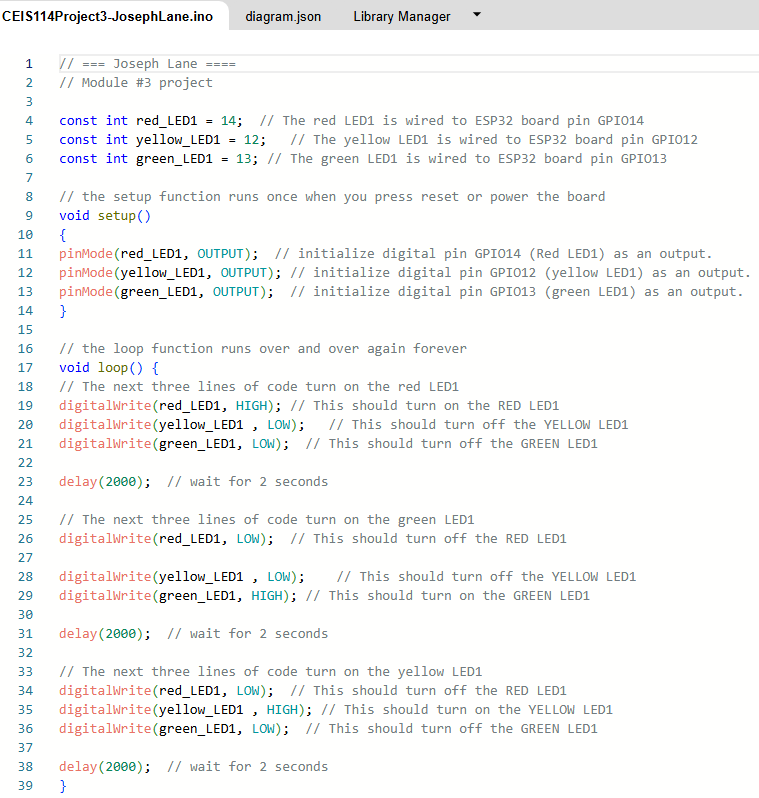 CEIS114Project3-JosephLane.ino diagram.json Library Manager
1 // === Joseph Lane ====
2 // Module #3 project
3
4 const int red_LED1 = 14;  // The red LED1 is wired to ESP32 board pin GPIO14
5 const int yellow_LED1 = 12;   // The yellow LED1 is wired to ESP32 board pin GPIO12
6 const int green_LED1 = 13; // The green LED1 is wired to ESP32 board pin GPIO13
7
8 // the setup function runs once when you press reset or power the board
9 void setup()
10 {
11 pinMode(red_LED1, OUTPUT);  // initialize digital pin GPIO14 (Red LED1) as an output.
12 pinMode(yellow_LED1, OUTPUT); // initialize digital pin GPIO12 (yellow LED1) as an output.
13 pinMode(green_LED1, OUTPUT);  // initialize digital pin GPIO13 (green LED1) as an output.
14 }
15
16 // the loop function runs over and over again forever
17 void loop() {
18 // The next three lines of code turn on the red LED1
19 digitalWrite(red_LED1, HIGH); // This should turn on the RED LED1
20 digitalWrite(yellow_LED1 , LOW);   // This should turn off the YELLOW LED1
21 digitalWrite(green_LED1, LOW);  // This should turn off the GREEN LED1
22
23 delay(2000);  // wait for 2 seconds
24
25 // The next three lines of code turn on the green LED1
26 digitalWrite(red_LED1, LOW);  // This should turn off the RED LED1
27
28 digitalWrite(yellow_LED1 , LOW);    // This should turn off the YELLOW LED1
29 digitalWrite(green_LED1, HIGH); // This should turn on the GREEN LED1
30
31 delay(2000);  // wait for 2 seconds
32
33 // The next three lines of code turn on the yellow LED1
34 digitalWrite(red_LED1, LOW);  // This should turn off the RED LED1
35 digitalWrite(yellow_LED1 , HIGH); // This should turn on the YELLOW LED1
36 digitalWrite(green_LED1, LOW);  // This should turn off the GREEN LED1
37
38 delay(2000);  // wait for 2 seconds
39 }